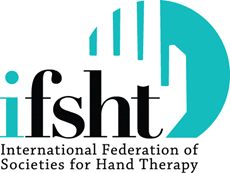 ifsht
International Federation of
Societies for Hand Therapy